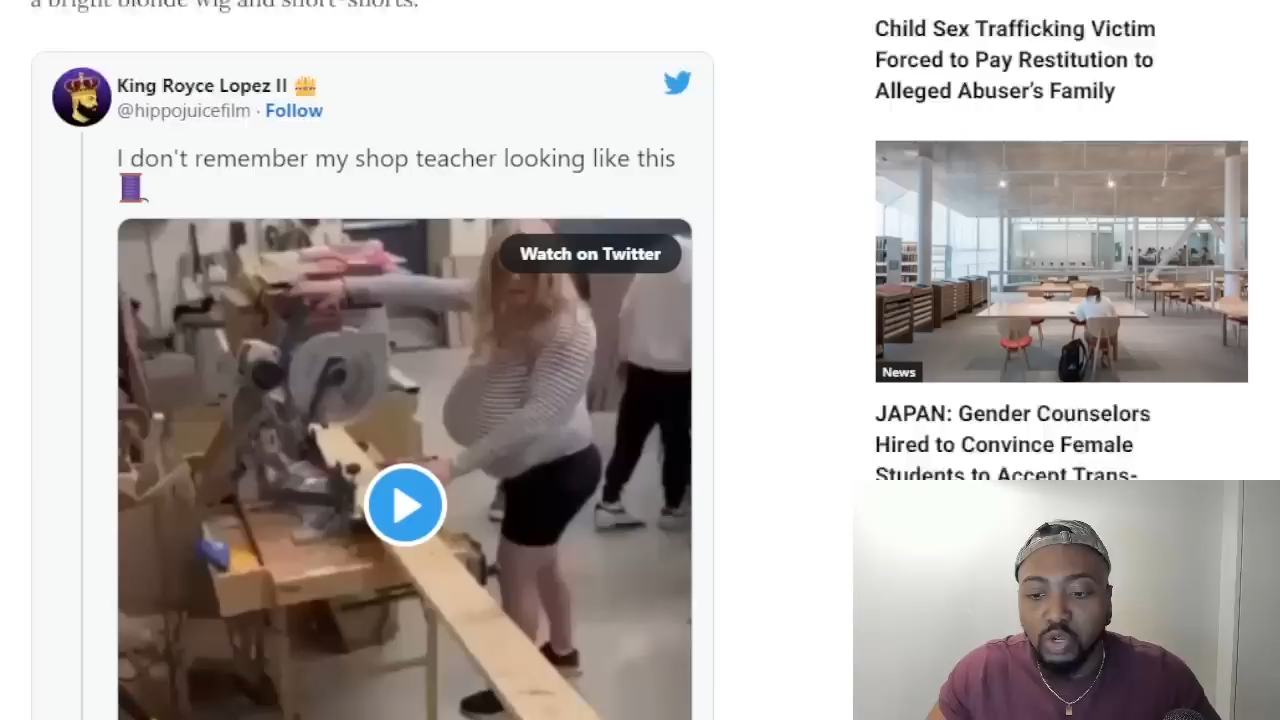 a bright blonde wig and short-shorts.
King Royce Lopez II
@hippojuicefilm · Follow
I don't remember my shop teacher looking like this
Watch on Twitter
Child Sex Trafficking Victim
Forced to Pay Restitution to
Alleged Abuser's Family
News
JAPAN: Gender Counselors
Hired to Convince Female
Students to Accept Trans-